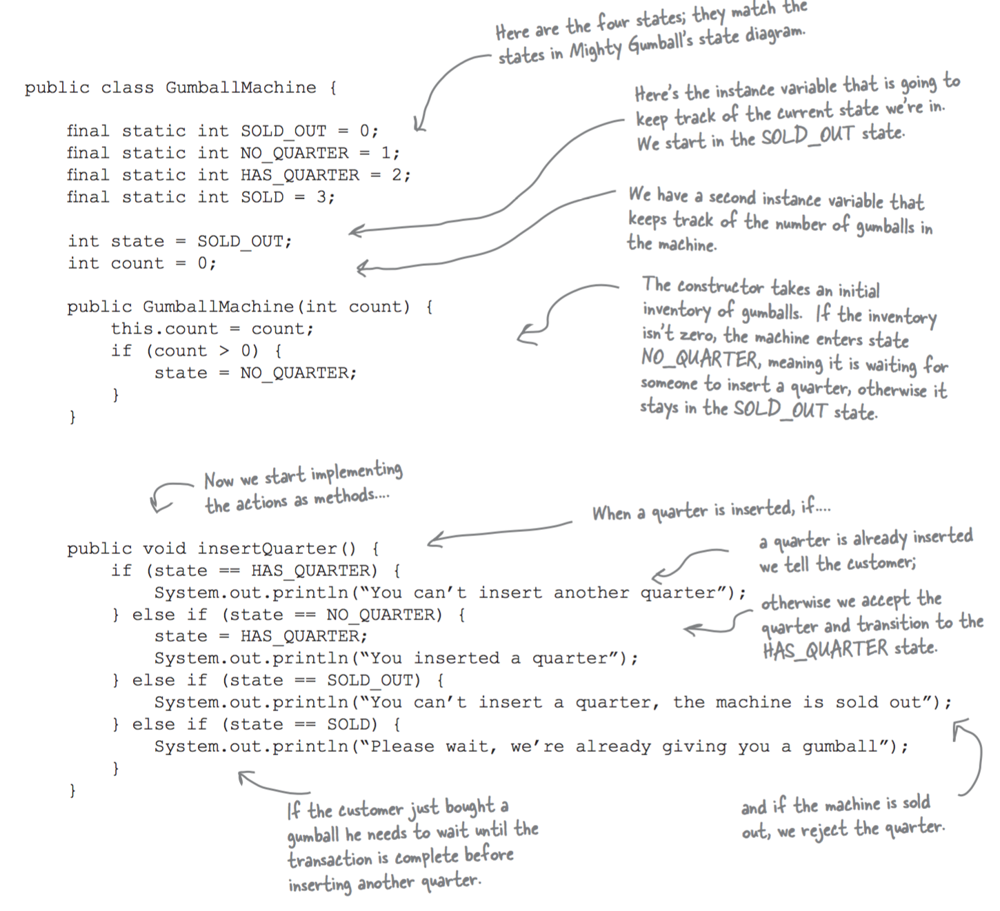 Here are the four states; they match the
states in Mighty Gumball's state diagram.
public class GumballMachine {
final static int SOLD_OUT = 0;
final static int NO_QUARTER = 1;
final static int HAS_QUARTER = 2;
final static int SOLD = 3;
Here's the instance variable that is going to
keep track of the current state we're in.
We start in the SOLD_OUT state.
int state = SOLD_OUT;
int count = 0;
We have a second instance variable that
keeps track of the number of gumballs in
the machine.
public GumballMachine(int count) {
this.count = count;
if (count > 0) {
state = NO_QUARTER;
}
}
The constructor takes an initial
inventory of gumballs. If the inventory
isn't zero, the machine enters state
NO_QUARTER, meaning it is waiting for
someone to insert a quarter, otherwise it
stays in the SOLD_OUT state.
Now we start implementing
the actions as methods....
When a quarter is inserted, if....
public void insertQuarter() {
if (state == HAS_QUARTER) {
System.out.println("You can't insert another quarter");
} else if (state == NO_QUARTER) {
state = HAS_QUARTER;
System.out.println("You inserted a quarter");
} else if (state == SOLD_OUT) {
System.out.println("You can't insert a quarter, the machine is sold out");
} else if (state == SOLD) {
System.out.println("Please wait, we're already giving you a gumball");
}
}
a quarter is already inserted
we tell the customer;
otherwise we accept the
quarter and transition to the
HAS_QUARTER state.
If the customer just bought a
gumball he needs to wait until the
transaction is complete before
inserting another quarter.
and if the machine is sold
out, we reject the quarter.